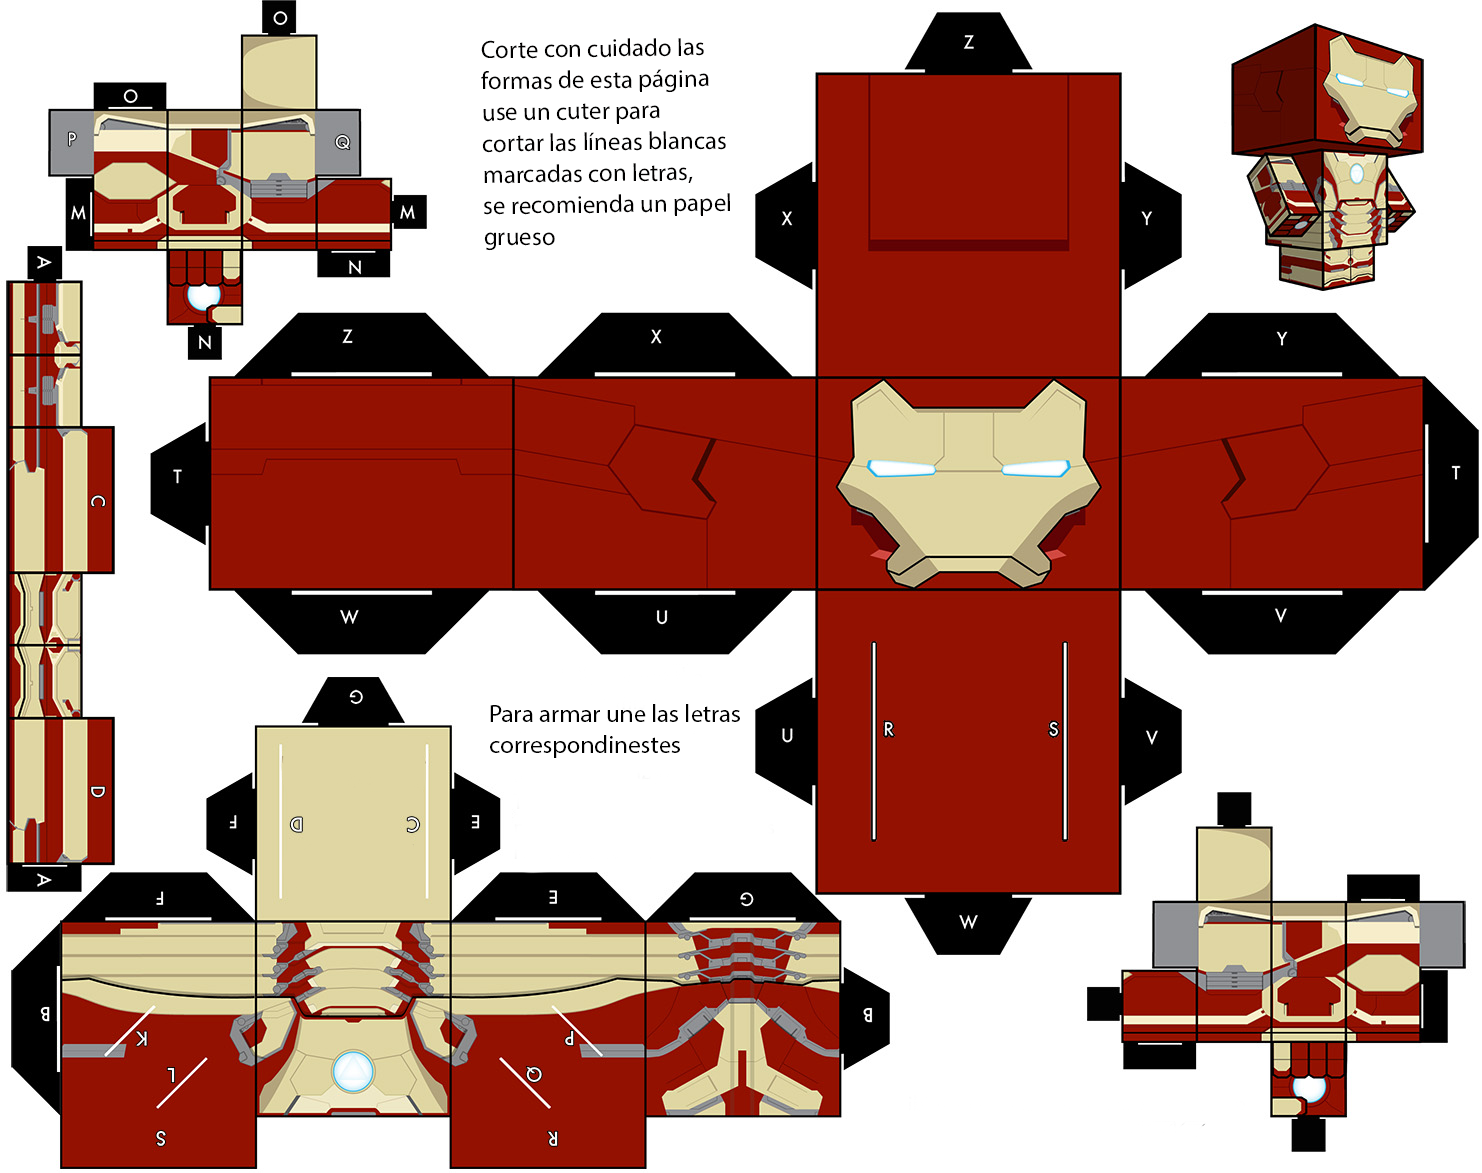 O
Corte con cuidado las
formas de esta página
use un cuter para
cortar las líneas blancas
marcadas con letras,
se recomienda un papel
grueso
Z
O
P
Q
M
M
N
N
X
Y
A
Z
X
Y
T
T
C
W
U
V
G
Para armar une las letras
correspondinestes
U
R
S
V
D
F
D
C
E
A
F
E
G
W
B
K
P
B
L
Q
S
R